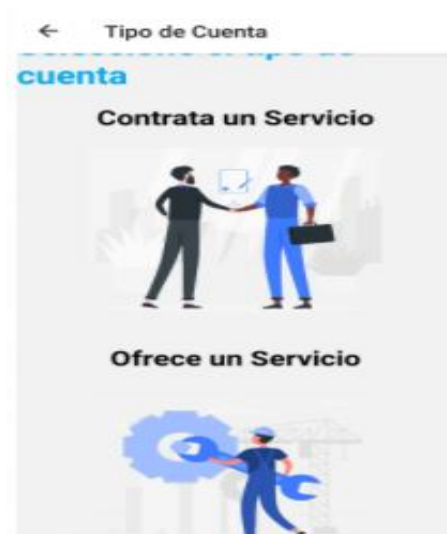 Tipo de Cuenta
cuenta
Contrata un Servicio
Ofrece un Servicio